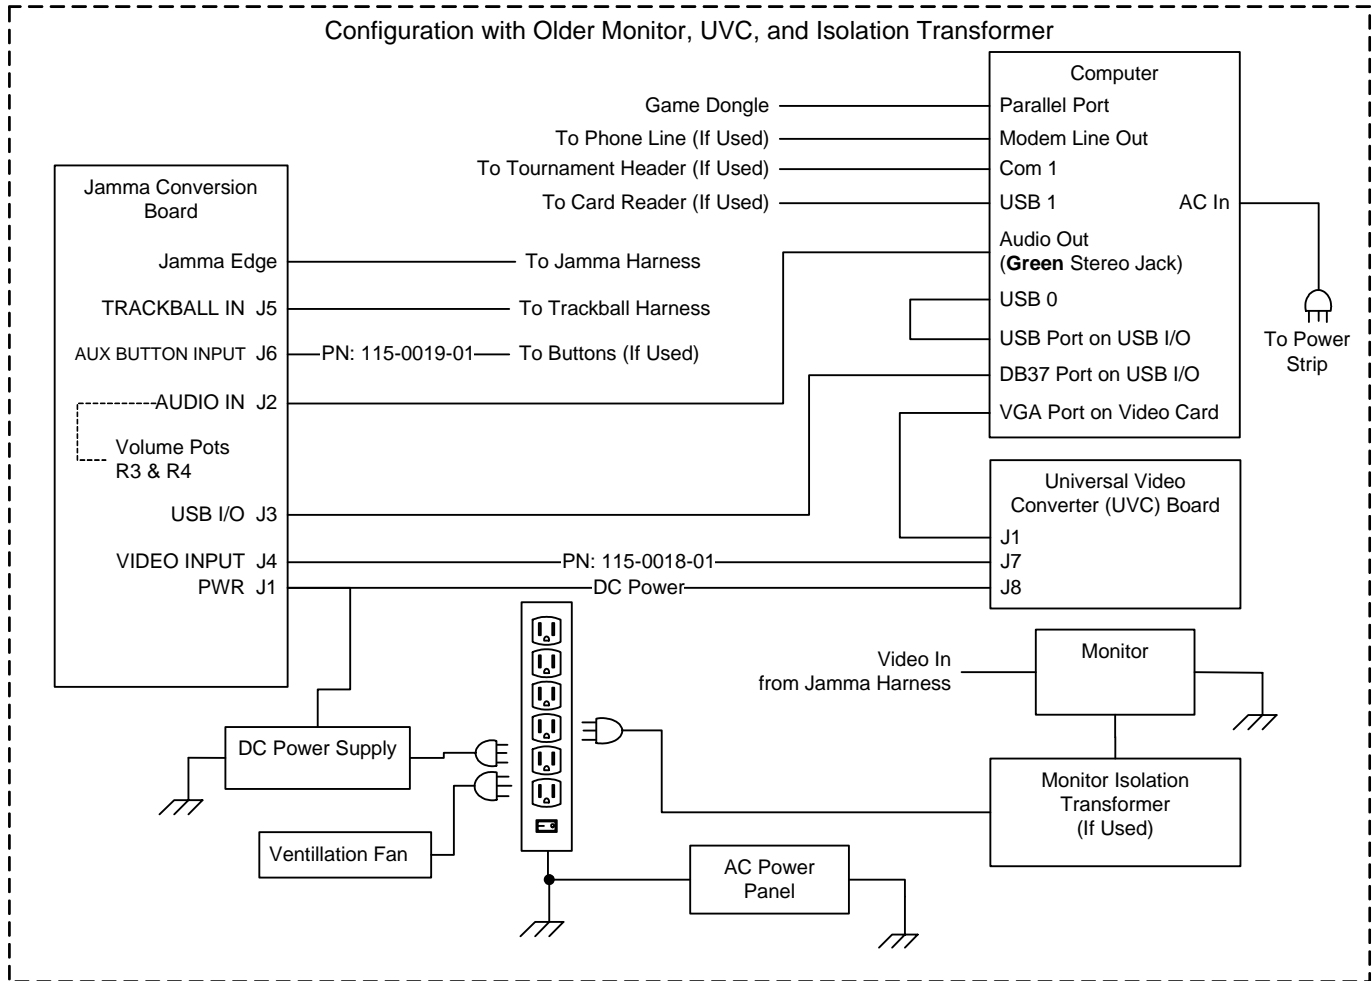 Configuration with Older Monitor, UVC, and Isolation Transformer
Computer
Game Dongle
Parallel Port
To Phone Line (If Used)
Modem Line Out
To Tournament Header (If Used)
Com 1
To Card Reader (If Used)
USB 1
AC In
Audio Out
(Green Stereo Jack)
USB 0
USB Port on USB I/O
DB37 Port on USB I/O
VGA Port on Video Card
To Power
Strip
Jamma Conversion
Board
Jamma Edge
To Jamma Harness
TRACKBALL IN J5
To Trackball Harness
AUX BUTTON INPUT J6
PN: 115-0019-01
To Buttons (If Used)
AUDIO IN J2
Volume Pots
R3 & R4
USB I/O J3
VIDEO INPUT J4
PN: 115-0018-01
PWR J1
DC Power
Universal Video
Converter (UVC) Board
J1
J7
J8
Video In
from Jamma Harness
Monitor
DC Power Supply
Monitor Isolation
Transformer
(If Used)
Ventillation Fan
AC Power
Panel